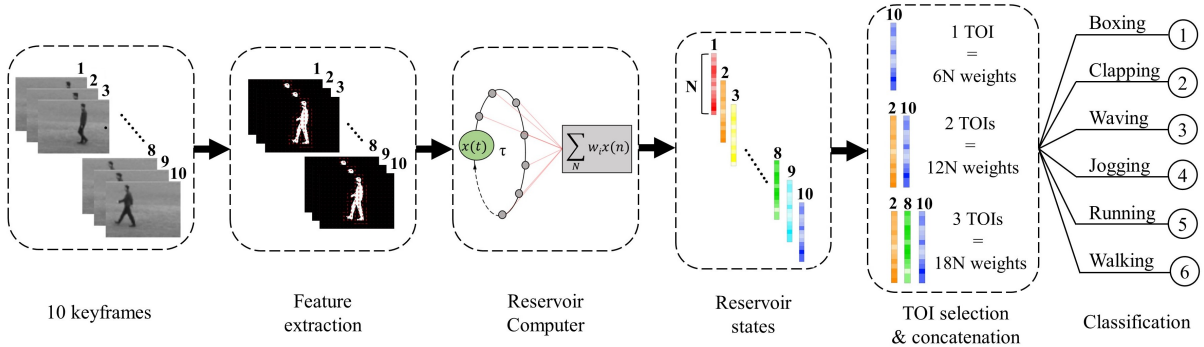 1
2
3
8
9
10
10 keyframes
1
2
3
8
9
10
Feature
extraction
x(t)
τ
∑ wᵢx(n)
N
Reservoir
Computer
1
N
2
3
8
9
10
Reservoir
states
10
1 TOI
=
6N weights
2 10
2 TOIs
=
12N weights
2 8 10
3 TOIs
=
18N weights
TOI selection
& concatenation
Boxing 1
Clapping 2
Waving 3
Jogging 4
Running 5
Walking 6
Classification